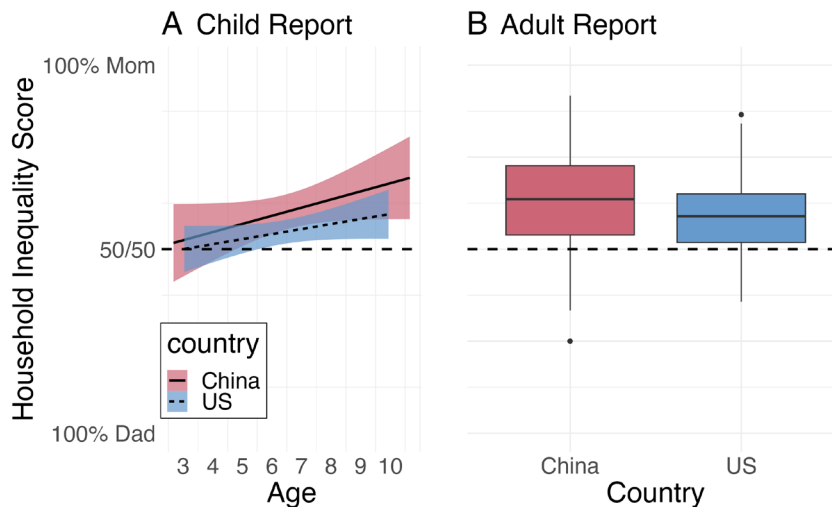 A Child Report
B Adult Report
Household Inequality Score
100% Mom
50/50
100% Dad
country
China
US
3 4 5 6 7 8 9 10
Age
China US
Country